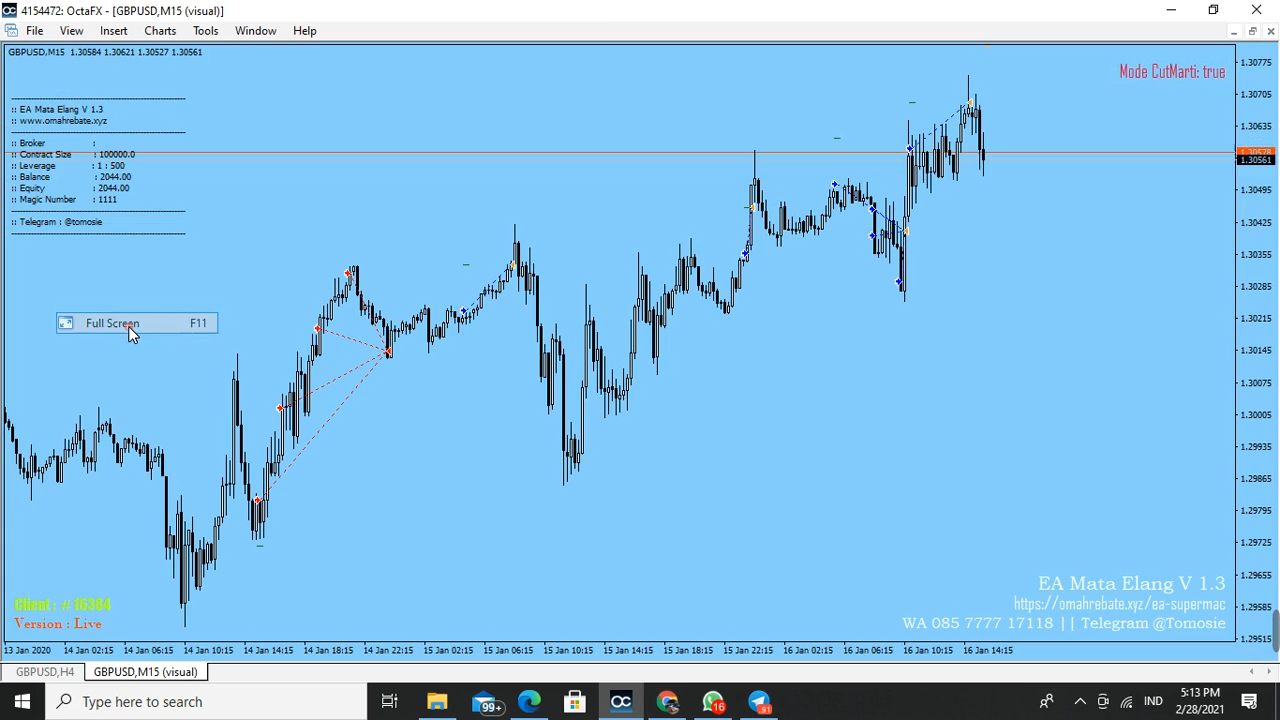 4154472: OctaFX - [GBPUSD,M15 (visual)]
File View Insert Charts Tools Window Help
GBPUSD,M15 1.30584 1.30621 1.30527 1.30561
Mode CutMarti: true
:: EA Mata Elang V 1.3
:: www.omahrebate.xyz
:: Broker :
:: Contract Size : 100000.0
:: Leverage : 1 : 500
:: Balance : 2044.00
:: Equity : 2044.00
:: Magic Number : 1111
:: Telegram : @tomosie
Full Screen F11
1.30775
1.30705
1.30635
1.30578
1.30561
1.30495
1.30425
1.30355
1.30285
1.30215
1.30145
1.30075
1.30005
1.29935
1.29865
1.29795
1.29725
1.29655
1.29585
1.29515
EA Mata Elang V 1.3
https://omahrebate.xyz/ea-supermac
WA 085 7777 17118 || Telegram @Tomosie
Version : Live
13 Jan 2020 14 Jan 02:15 14 Jan 06:15 14 Jan 10:15 14 Jan 14:15 14 Jan 18:15 14 Jan 22:15 15 Jan 02:15 15 Jan 06:15 15 Jan 10:15 15 Jan 14:15 15 Jan 18:15 15 Jan 22:15 16 Jan 02:15 16 Jan 06:15 16 Jan 10:15 16 Jan 14:15
GBPUSD,H4 GBPUSD,M15 (visual)
Type here to search
99+
16
91
IND
5:13 PM
2/28/2021